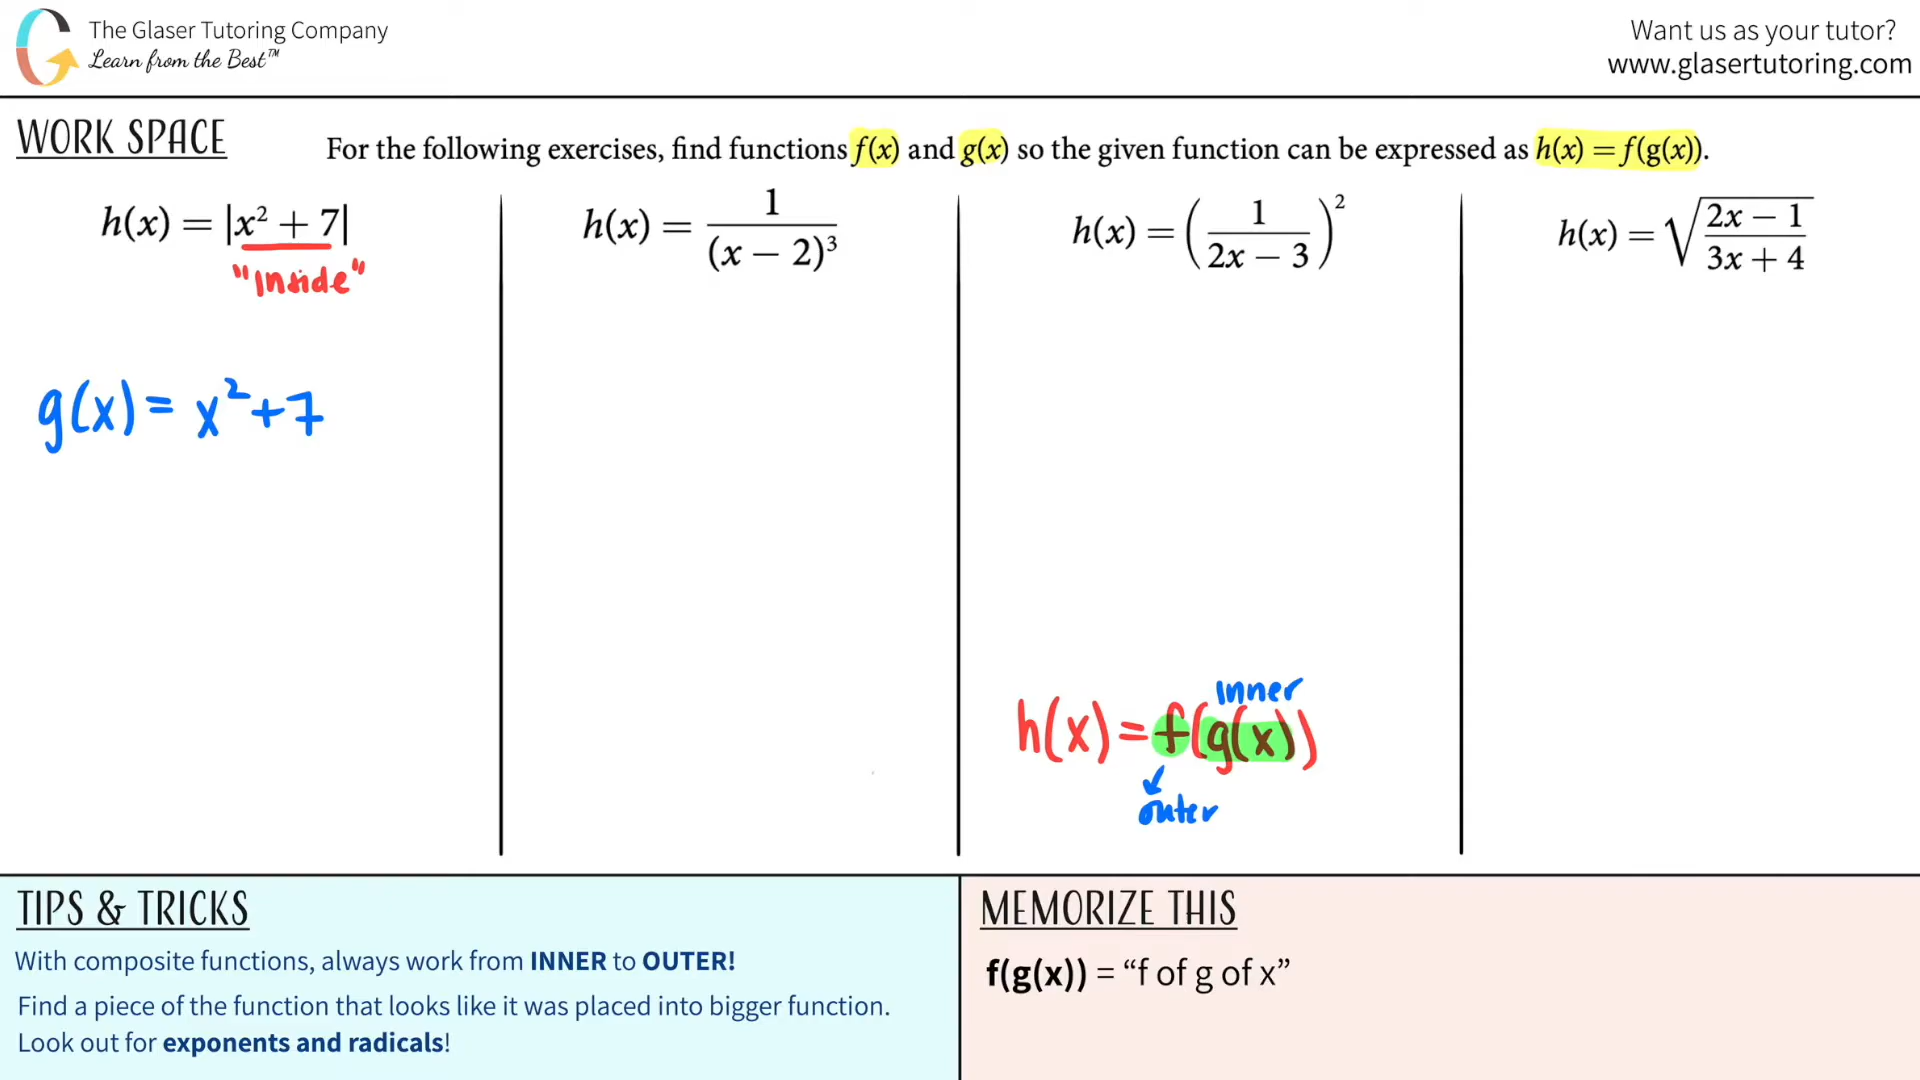 The Glaser Tutoring Company
Learn from the Best™
Want us as your tutor?
www.glasertutoring.com
WORK SPACE
For the following exercises, find functions f(x) and g(x) so the given function can be expressed as h(x) = f(g(x)).
h(x) = |x² + 7|
"Inside"
g(x) = x² + 7
h(x) = 1 / (x − 2)³
h(x) = (1 / (2x − 3))²
h(x) = f(g(x))
inner
outer
h(x) = √((2x − 1) / (3x + 4))
TIPS & TRICKS
With composite functions, always work from INNER to OUTER!
Find a piece of the function that looks like it was placed into bigger function.
Look out for exponents and radicals!
MEMORIZE THIS
f(g(x)) = “f of g of x”